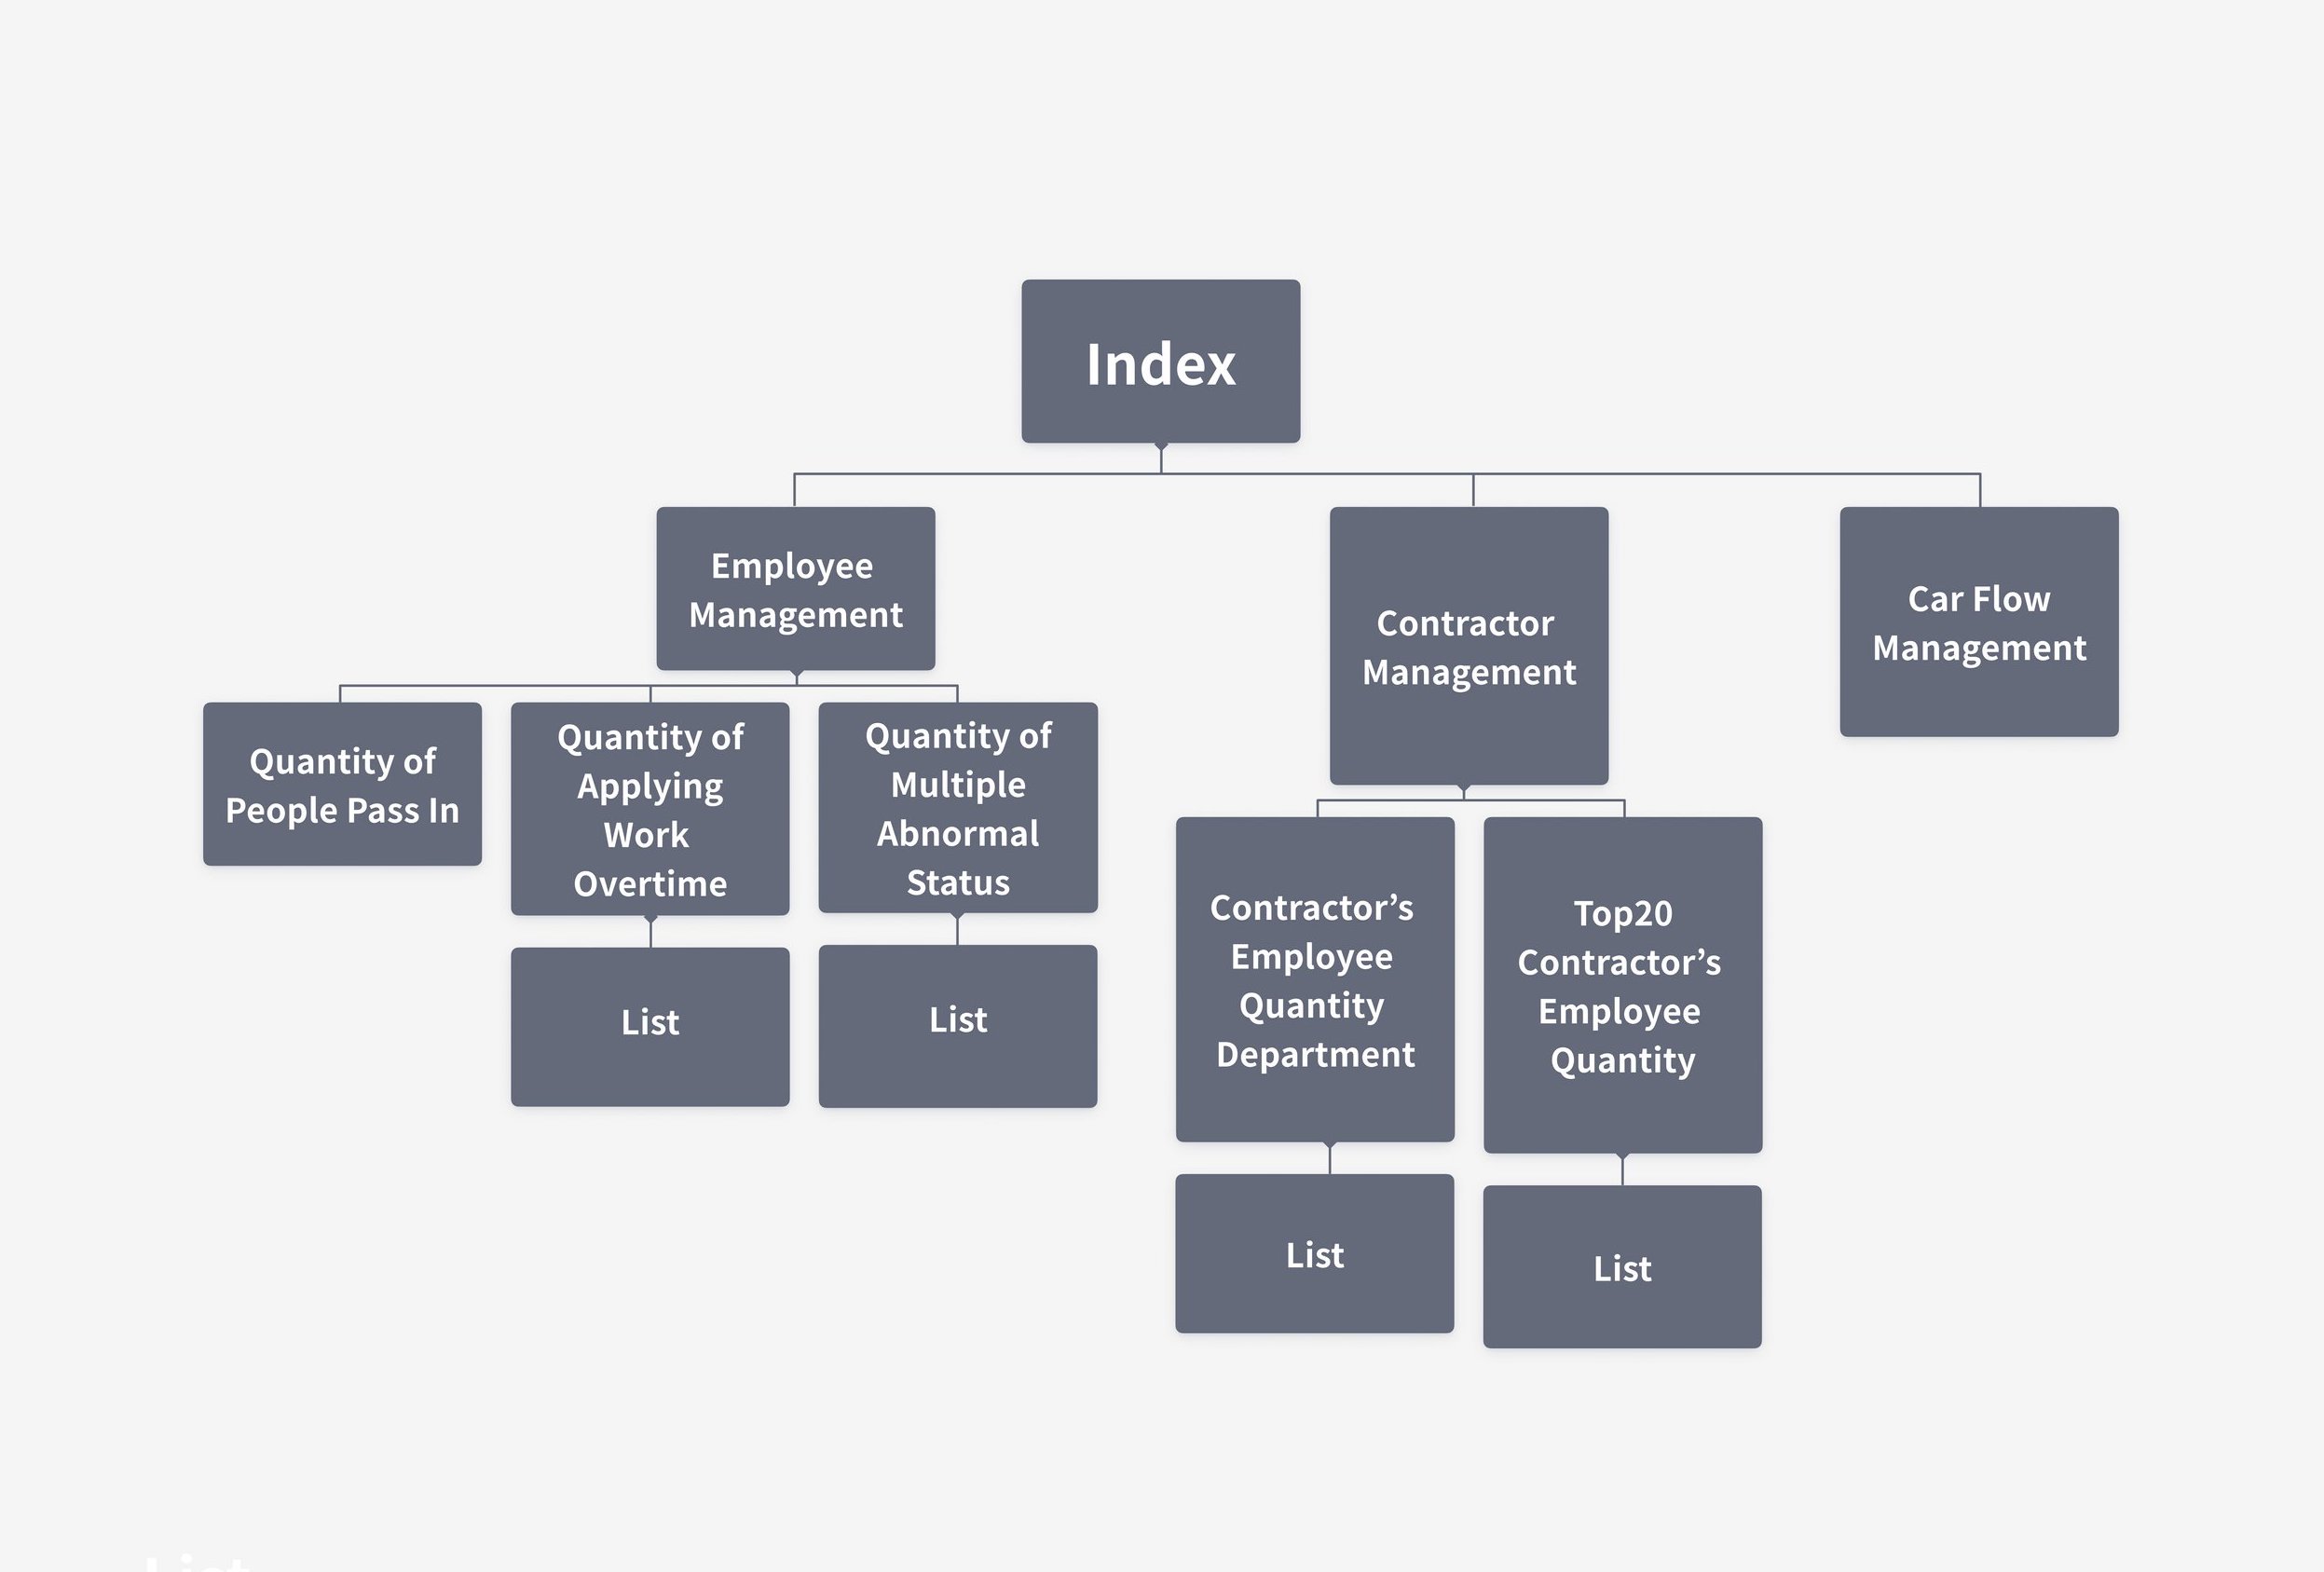 Index
Employee
Management
Contractor
Management
Car Flow
Management
Quantity of
People Pass In
Quantity of
Applying
Work
Overtime
Quantity of
Multiple
Abnormal
Status
List
List
Contractor’s
Employee
Quantity
Department
Top20
Contractor’s
Employee
Quantity
List
List
List